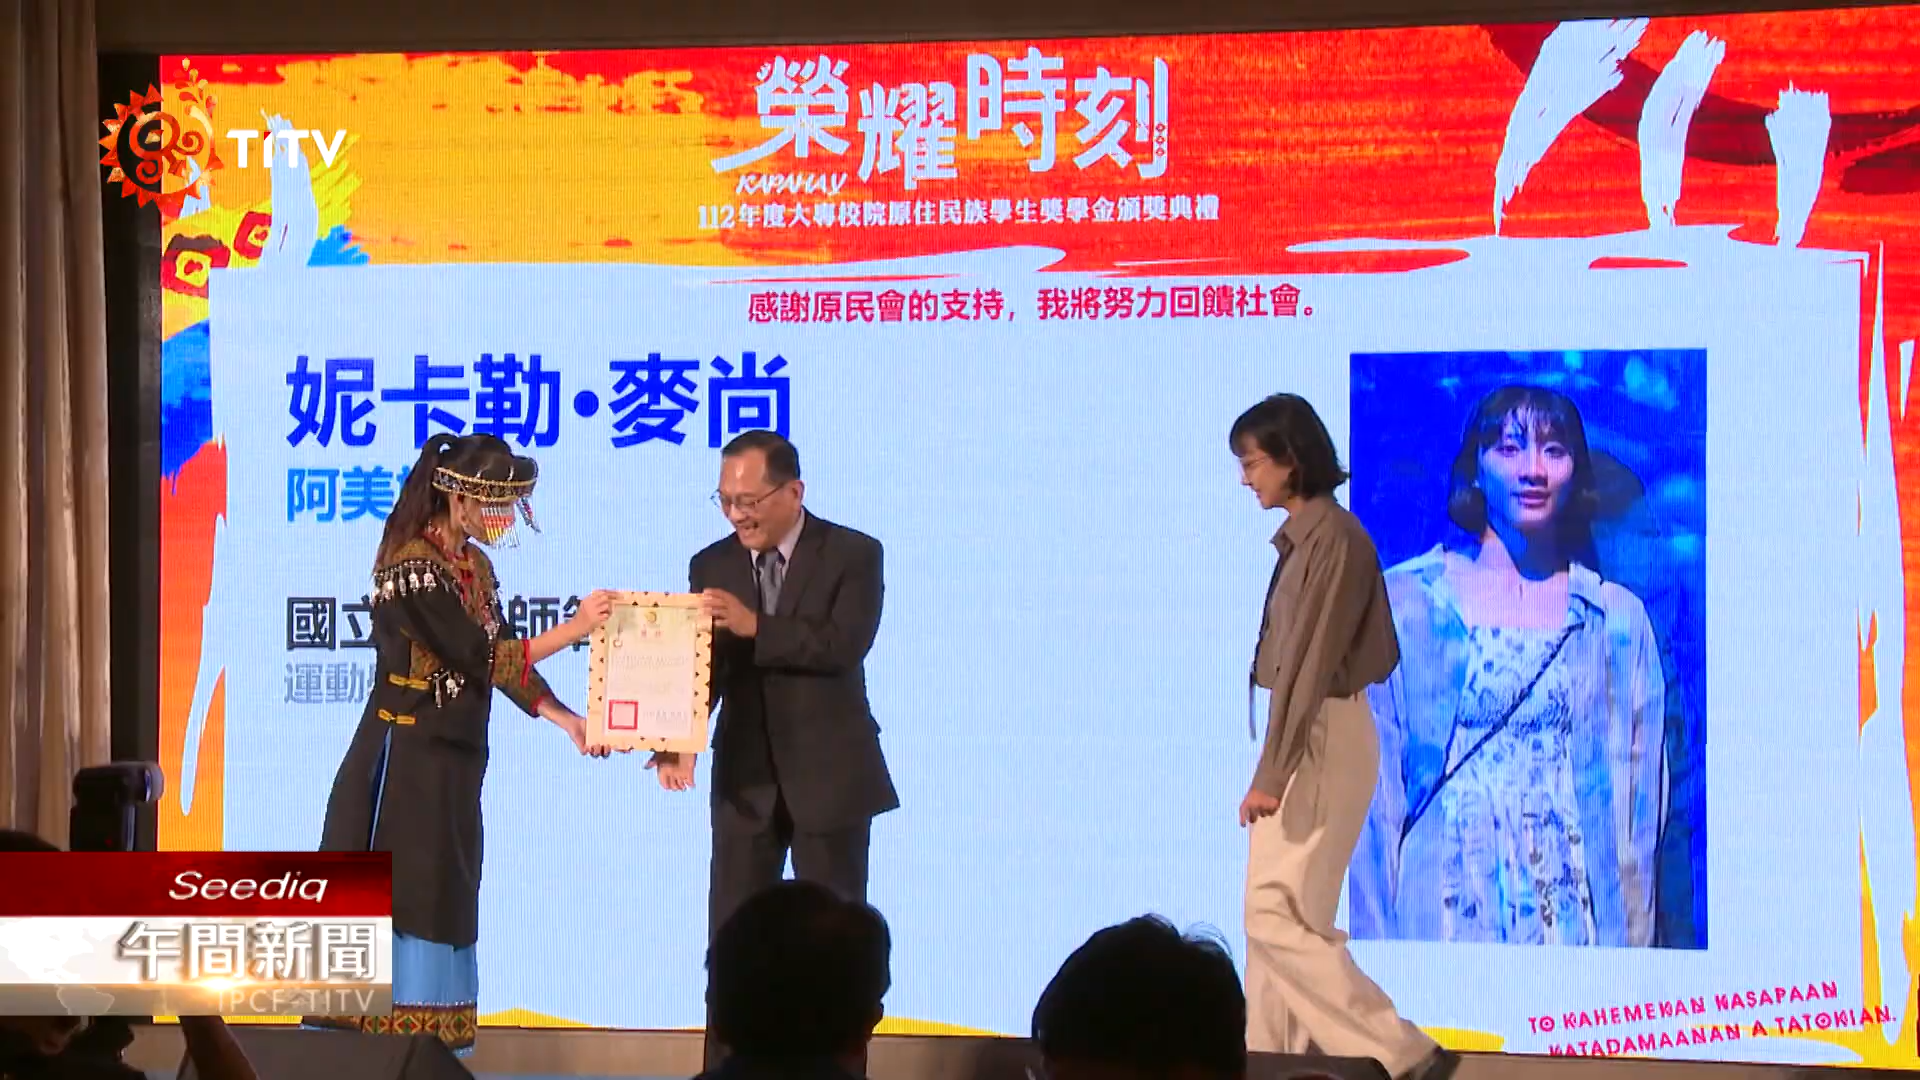 TITV
榮耀時刻
KAPAHAY
112年度大專校院原住民族學生獎學金頒獎典禮
感謝原民會的支持，我將努力回饋社會。
妮卡勒•麥尚
阿美
國立 師
運動
Seediq
午間新聞
IPCF-TITV
TO KAHEMEKAN KASAPAAN
KATADAMAANAN A TATOKIAN.